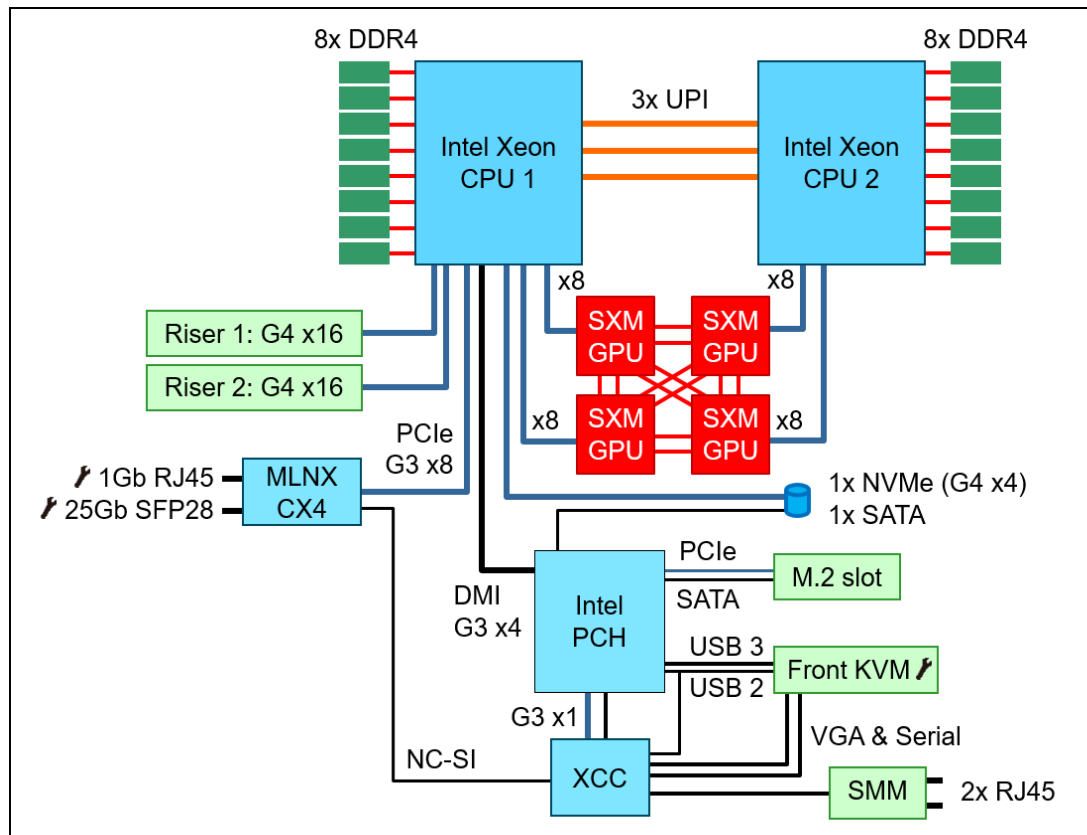 8x DDR4
8x DDR4
3x UPI
Intel Xeon
CPU 1
Intel Xeon
CPU 2
x8
x8
SXM
GPU
SXM
GPU
Riser 1: G4 x16
Riser 2: G4 x16
x8
SXM
GPU
SXM
GPU
x8
PCIe
G3 x8
1Gb RJ45
25Gb SFP28
MLNX
CX4
1x NVMe (G4 x4)
1x SATA
DMI
G3 x4
Intel
PCH
PCIe
SATA
M.2 slot
USB 3
USB 2
Front KVM
G3 x1
VGA & Serial
NC-SI
XCC
SMM
2x RJ45